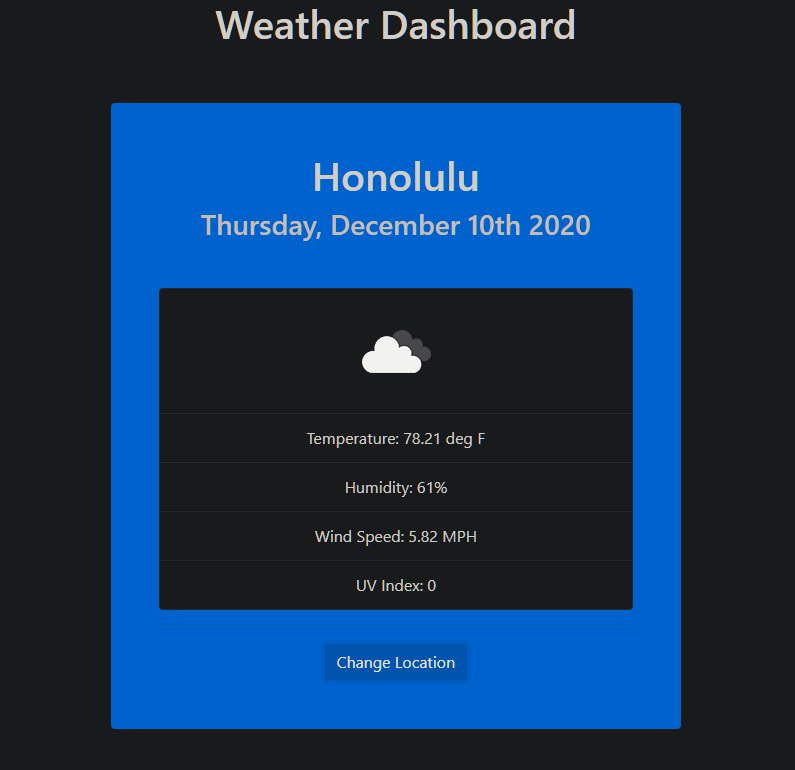 Weather Dashboard
Honolulu
Thursday, December 10th 2020
Temperature: 78.21 deg F
Humidity: 61%
Wind Speed: 5.82 MPH
UV Index: 0
Change Location